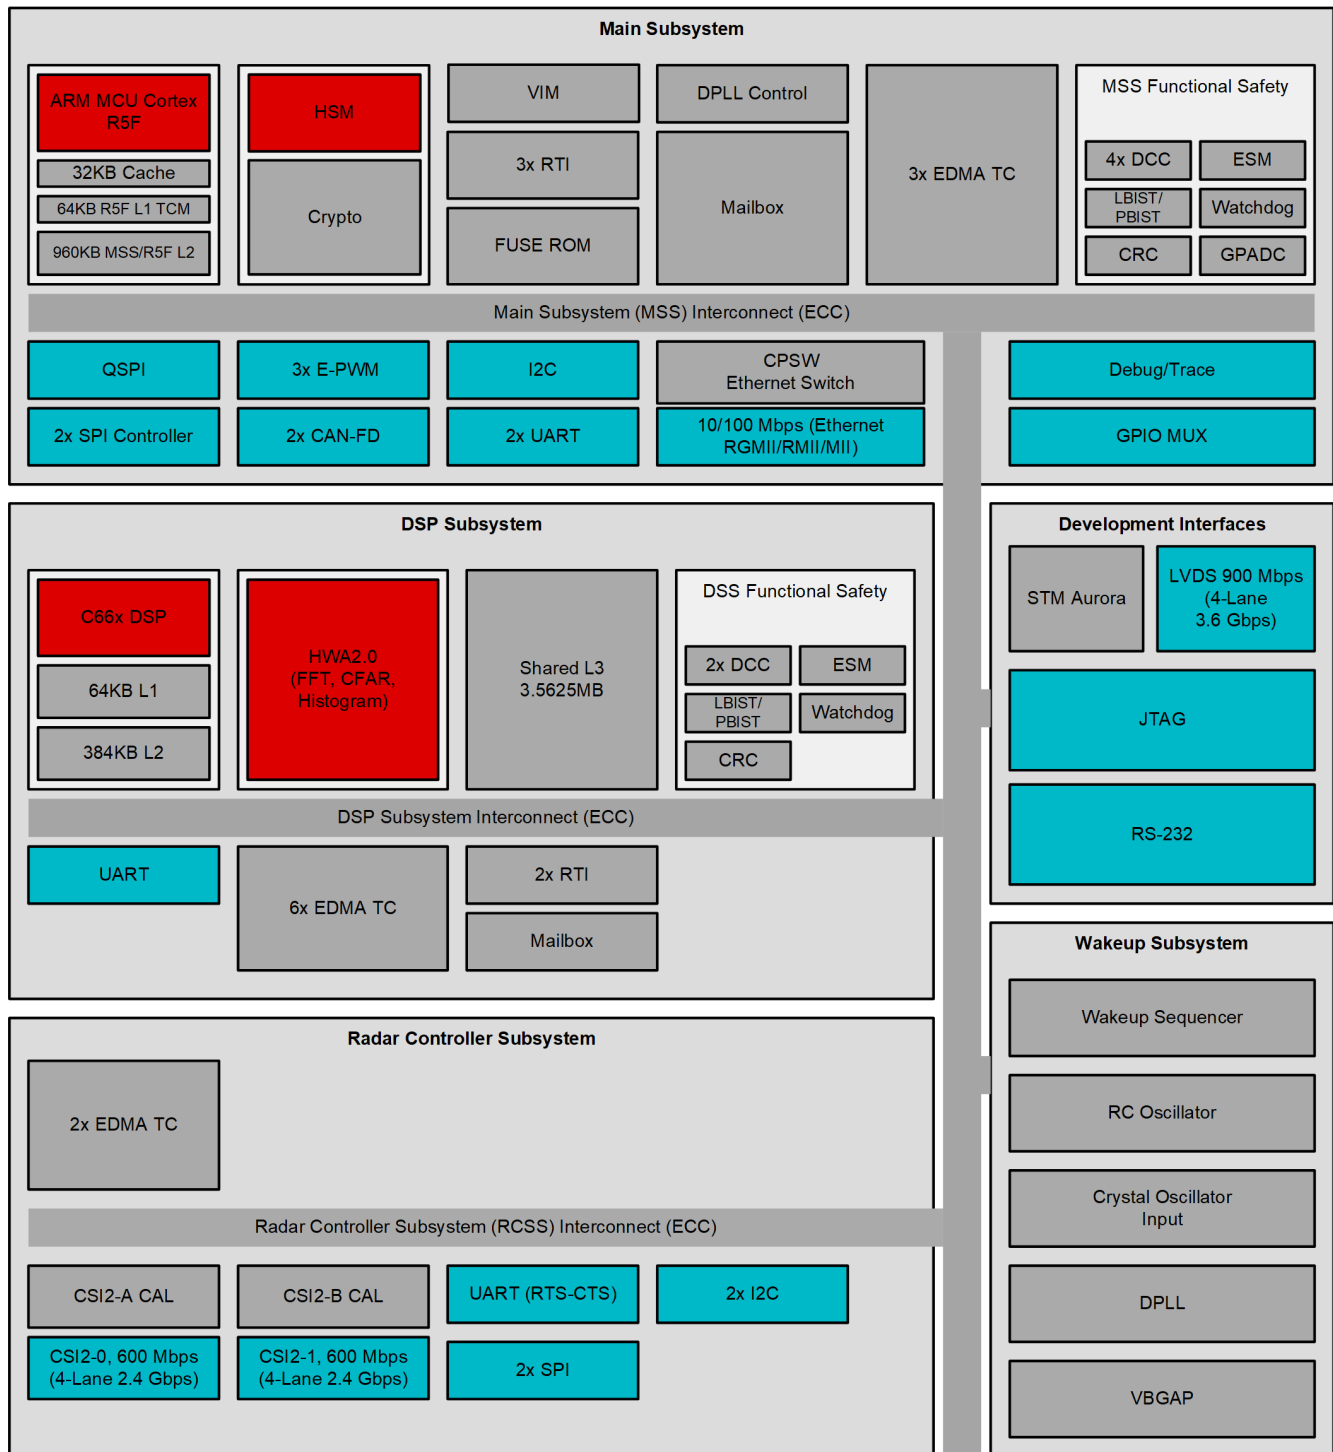 Main Subsystem
ARM MCU Cortex
R5F
32KB Cache
64KB R5F L1 TCM
960KB MSS/R5F L2
HSM
Crypto
VIM
3x RTI
FUSE ROM
DPLL Control
Mailbox
3x EDMA TC
MSS Functional Safety
4x DCC
ESM
LBIST/
PBIST
Watchdog
CRC
GPADC
Main Subsystem (MSS) Interconnect (ECC)
QSPI
3x E-PWM
I2C
CPSW
Ethernet Switch
Debug/Trace
2x SPI Controller
2x CAN-FD
2x UART
10/100 Mbps (Ethernet
RGMII/RMII/MII)
GPIO MUX
DSP Subsystem
C66x DSP
64KB L1
384KB L2
HWA2.0
(FFT, CFAR,
Histogram)
Shared L3
3.5625MB
DSS Functional Safety
2x DCC
ESM
LBIST/
PBIST
Watchdog
CRC
DSP Subsystem Interconnect (ECC)
UART
6x EDMA TC
2x RTI
Mailbox
Development Interfaces
STM Aurora
LVDS 900 Mbps
(4-Lane
3.6 Gbps)
JTAG
RS-232
Radar Controller Subsystem
2x EDMA TC
Radar Controller Subsystem (RCSS) Interconnect (ECC)
CSI2-A CAL
CSI2-B CAL
UART (RTS-CTS)
2x I2C
CSI2-0, 600 Mbps
(4-Lane 2.4 Gbps)
CSI2-1, 600 Mbps
(4-Lane 2.4 Gbps)
2x SPI
Wakeup Subsystem
Wakeup Sequencer
RC Oscillator
Crystal Oscillator
Input
DPLL
VBGAP